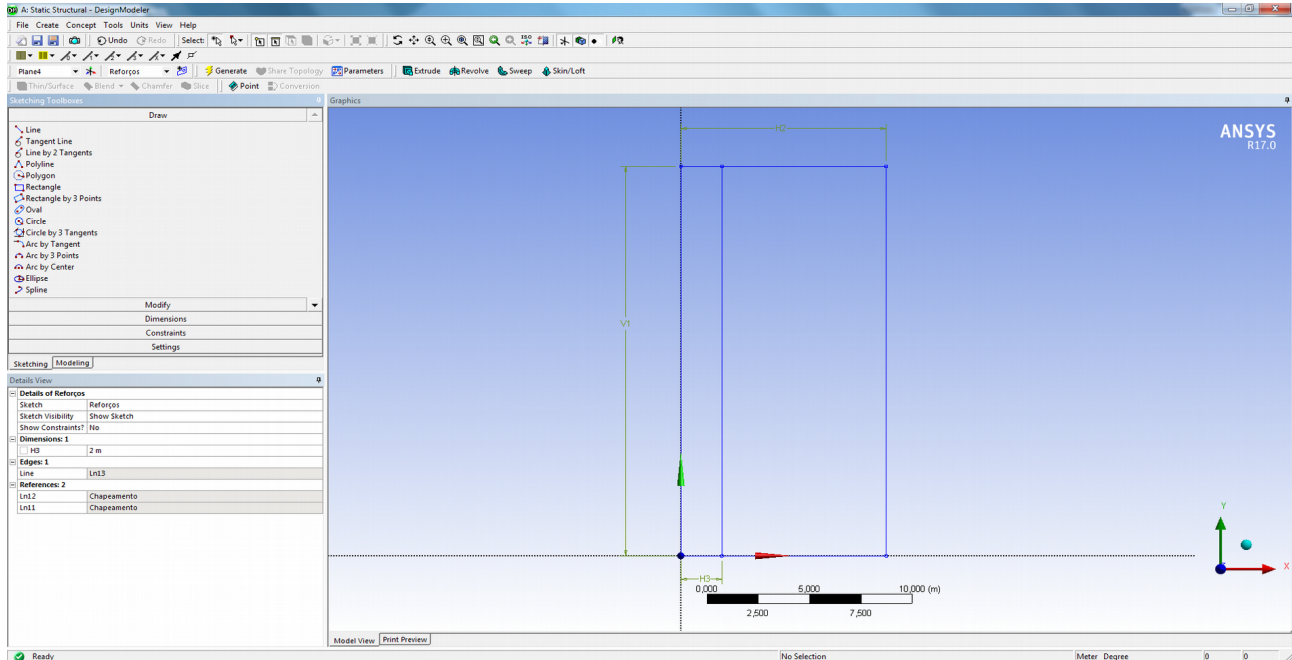 A: Static Structural - DesignModeler
File Create Concept Tools Units View Help
Undo Redo Select: ISO
Plane4 Reforços Generate Share Topology Parameters Extrude Revolve Sweep Skin/Loft
Thin/Surface Blend Chamfer Slice Point Conversion
Sketching Toolboxes
Draw
Line
Tangent Line
Line by 2 Tangents
Polyline
Polygon
Rectangle
Rectangle by 3 Points
Oval
Circle
Circle by 3 Tangents
Arc by Tangent
Arc by 3 Points
Arc by Center
Ellipse
Spline
Modify
Dimensions
Constraints
Settings
Sketching Modeling
Details View
Details of Reforços
Sketch Reforços
Sketch Visibility Show Sketch
Show Constraints? No
Dimensions: 1
H3 2 m
Edges: 1
Line Ln13
References: 2
Ln12 Chapeamento
Ln11 Chapeamento
Graphics
ANSYS
R17.0
H2
V1
H3
Y
X
0,000 5,000 10,000 (m)
2,500 7,500
Model View Print Preview
Ready No Selection Meter Degree 0 0